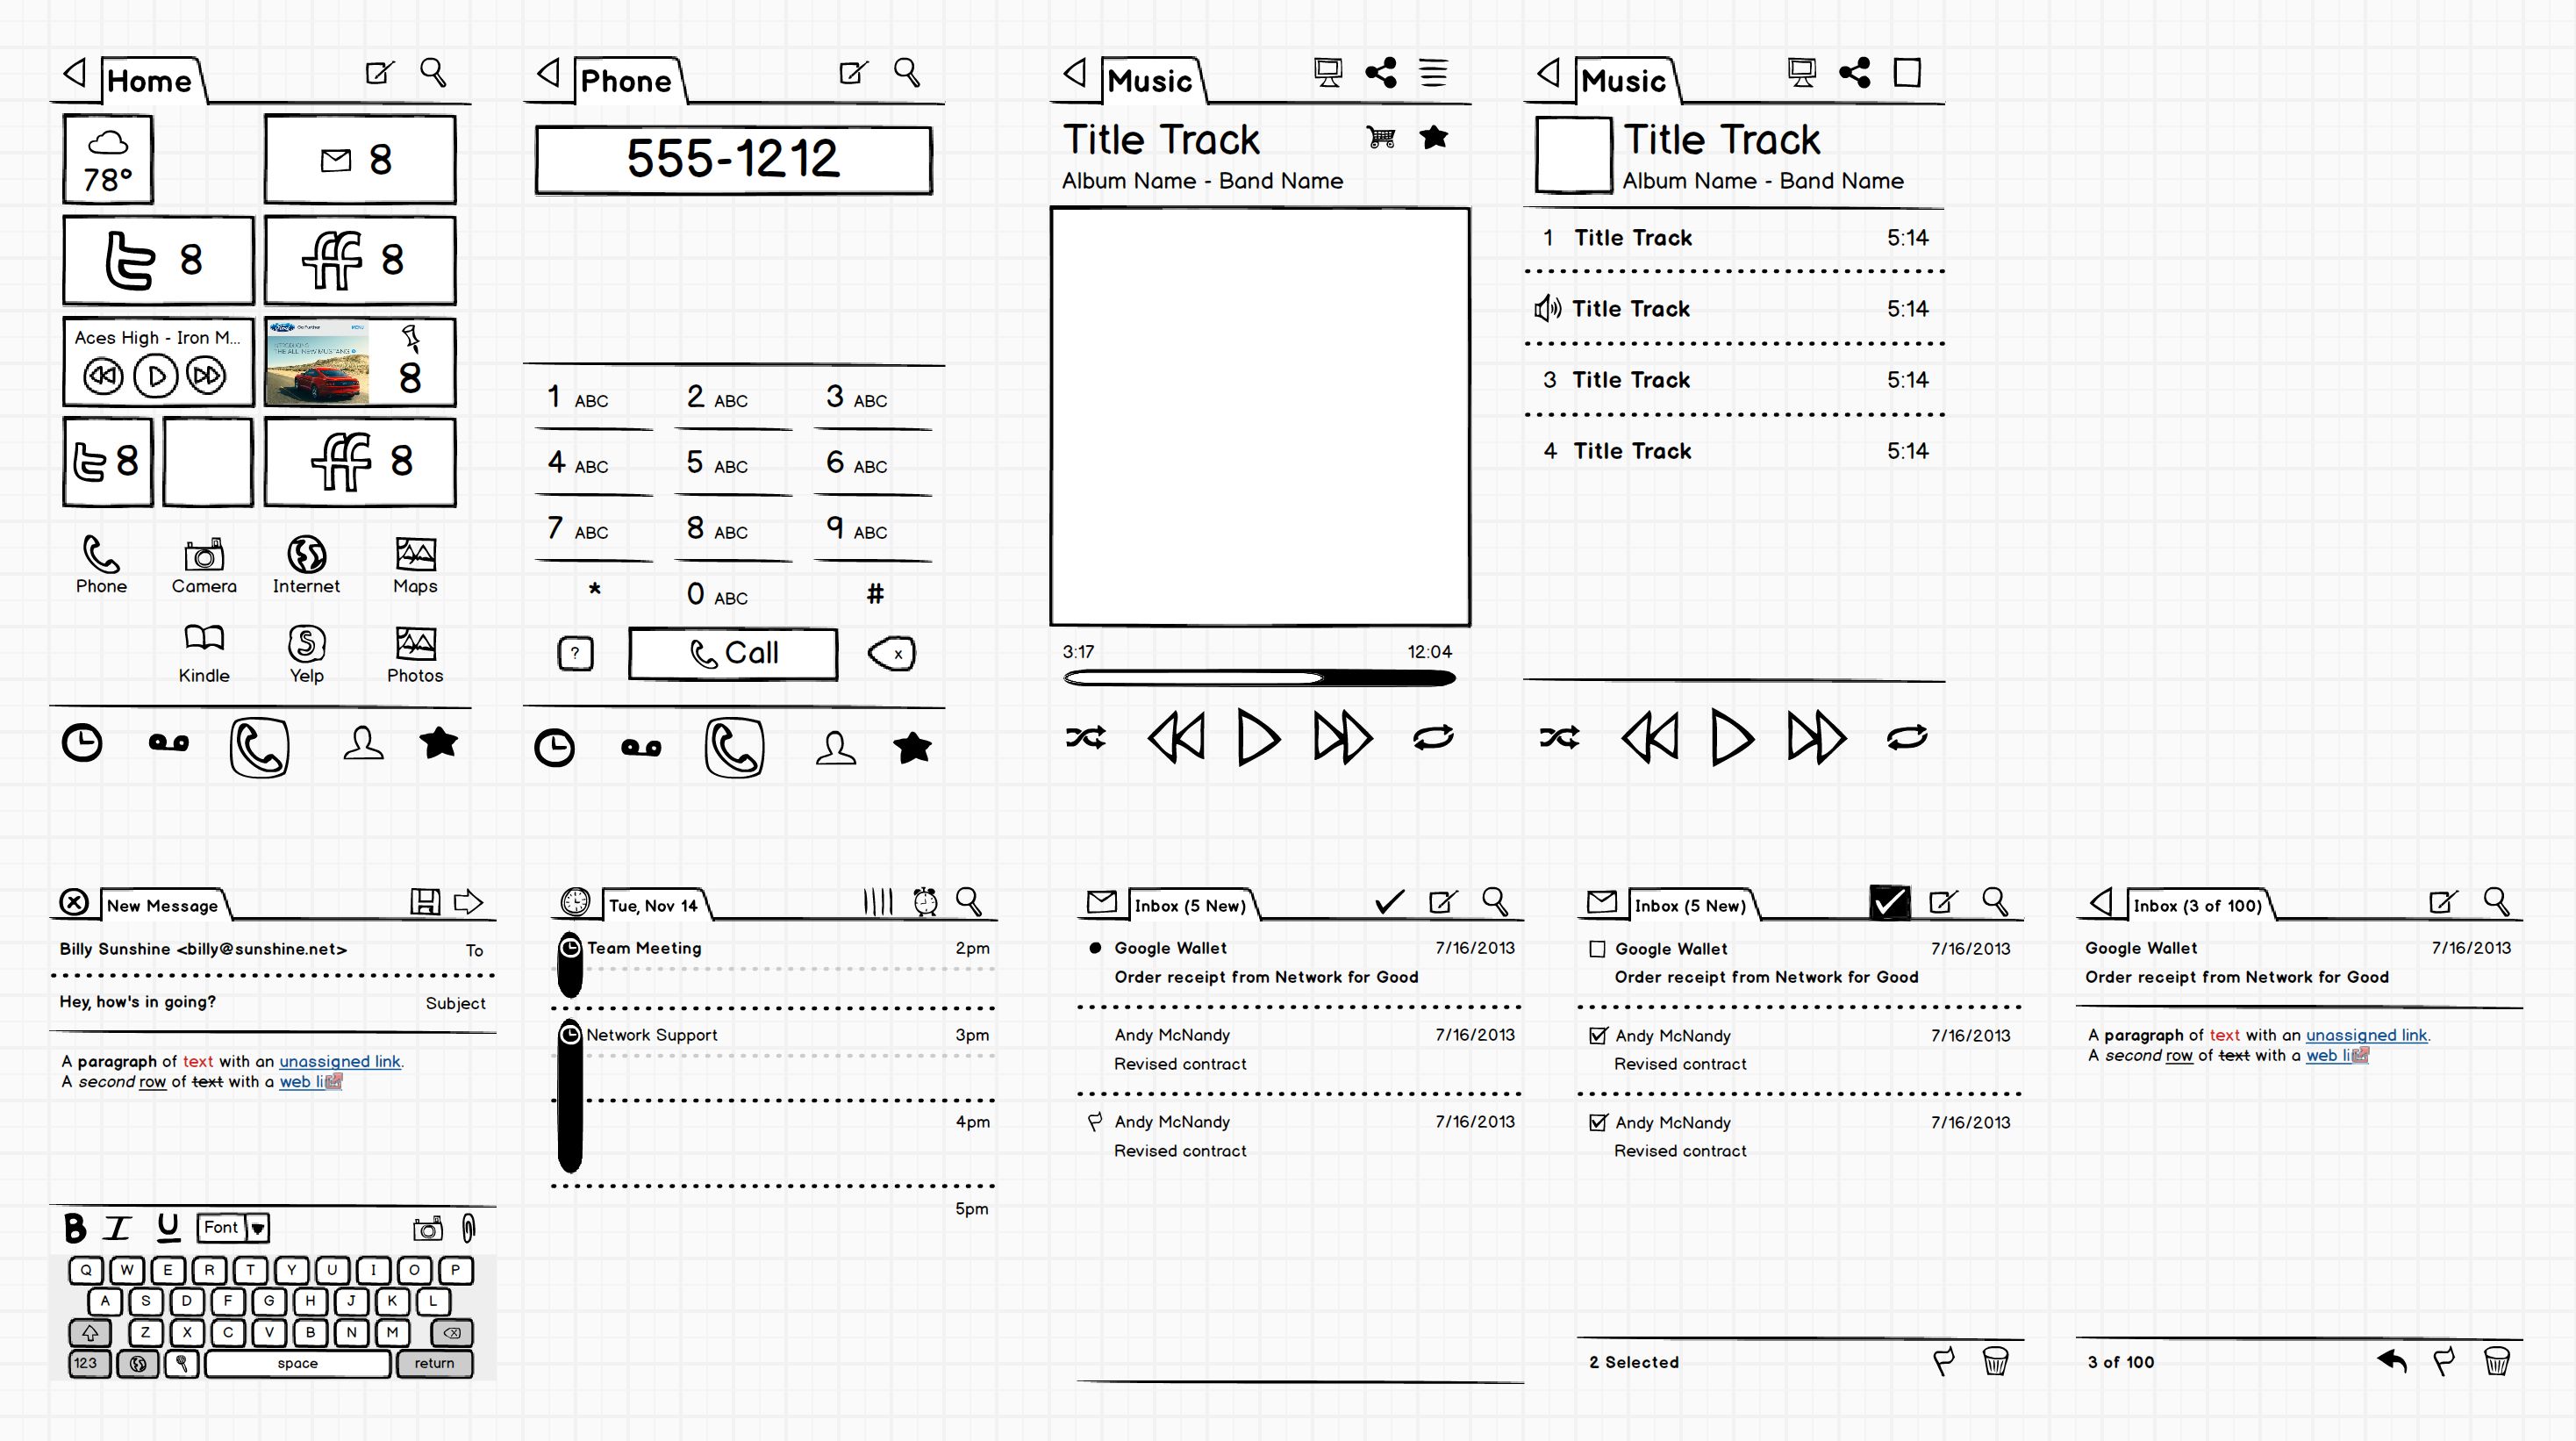 Home
78°
8
8
8
Aces High - Iron M...
THE ALL NEW MUSTANG
8
8
8
Phone
Camera
Internet
Maps
Kindle
Yelp
Photos
Phone
555-1212
1 ABC
2 ABC
3 ABC
4 ABC
5 ABC
6 ABC
7 ABC
8 ABC
9 ABC
*
0 ABC
#
?
Call
x
Music
Title Track
Album Name - Band Name
3:17
12:04
Music
Title Track
Album Name - Band Name
1 Title Track 5:14
Title Track 5:14
3 Title Track 5:14
4 Title Track 5:14
New Message
Billy Sunshine <billy@sunshine.net> To
Hey, how's in going? Subject
A paragraph of text with an unassigned link.
A second row of text with a web li
B I U Font
Q W E R T Y U I O P
A S D F G H J K L
Z X C V B N M
123 space return
Tue, Nov 14
Team Meeting 2pm
Network Support 3pm
4pm
5pm
Inbox (5 New)
Google Wallet 7/16/2013
Order receipt from Network for Good
Andy McNandy 7/16/2013
Revised contract
Andy McNandy 7/16/2013
Revised contract
Inbox (5 New)
Google Wallet 7/16/2013
Order receipt from Network for Good
Andy McNandy 7/16/2013
Revised contract
Andy McNandy 7/16/2013
Revised contract
2 Selected
Inbox (3 of 100)
Google Wallet 7/16/2013
Order receipt from Network for Good
A paragraph of text with an unassigned link.
A second row of text with a web li
3 of 100